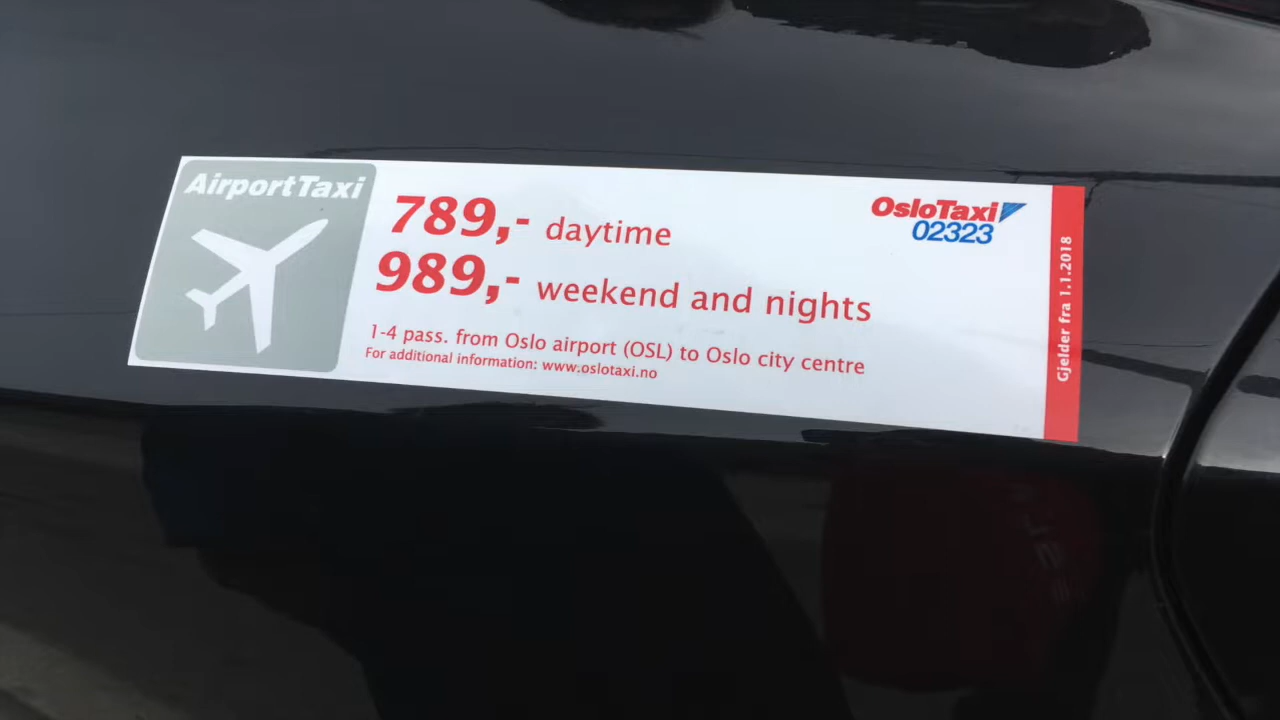 AirportTaxi
789,- daytime
989,- weekend and nights
1-4 pass. from Oslo airport (OSL) to Oslo city centre
For additional information: www.oslotaxi.no
OsloTaxi
02323
Gjelder fra 1.1.2018